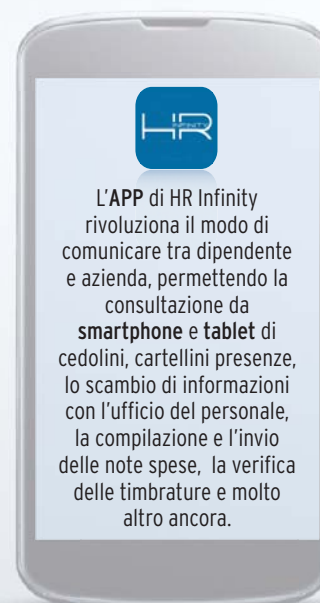 HR
INFINITY
L'APP di HR Infinity
rivoluziona il modo di
comunicare tra dipendente
e azienda, permettendo la
consultazione da
smartphone e tablet di
cedolini, cartellini presenze,
lo scambio di informazioni
con l'ufficio del personale,
la compilazione e l'invio
delle note spese, la verifica
delle timbrature e molto
altro ancora.